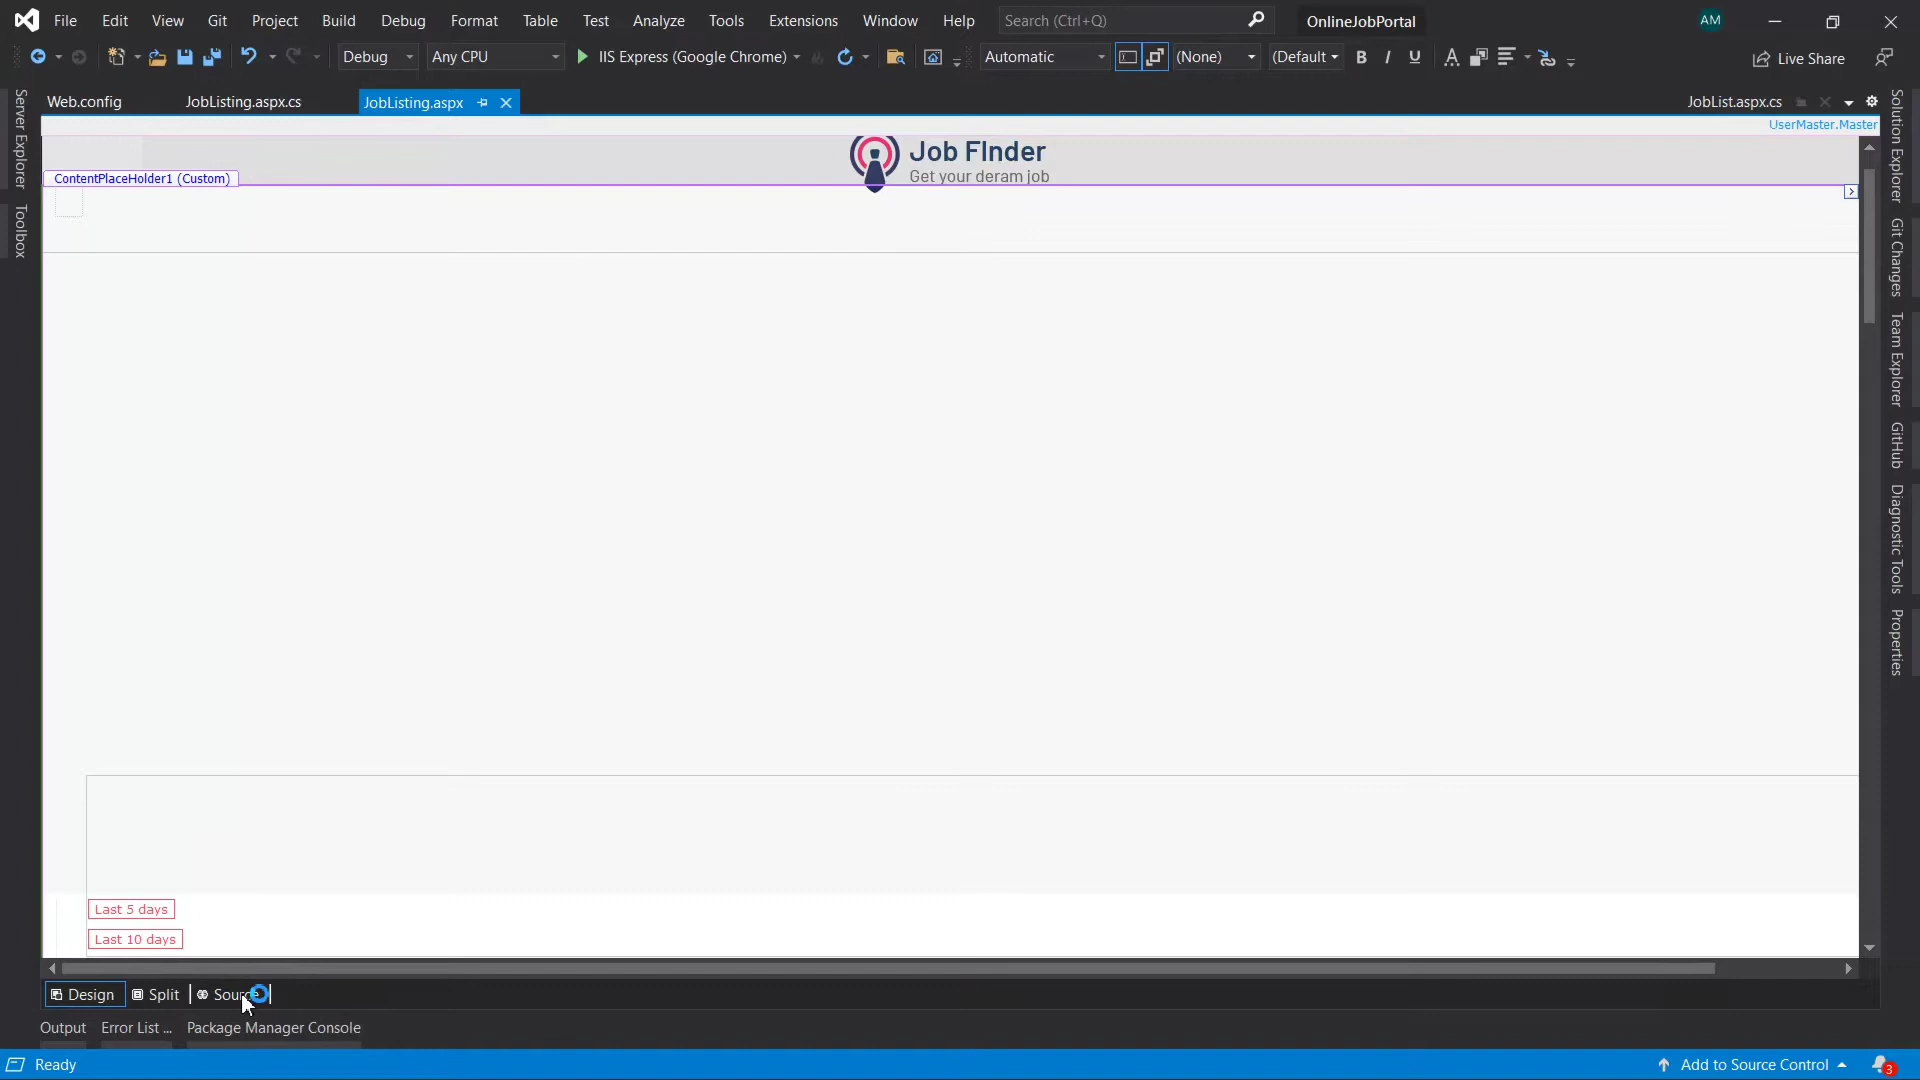 File Edit View Git Project Build Debug Format Table Test Analyze Tools Extensions Window Help Search (Ctrl+Q) OnlineJobPortal AM
Debug Any CPU IIS Express (Google Chrome) Automatic (None) (Default B I U A Live Share
Web.config JobListing.aspx.cs JobListing.aspx JobList.aspx.cs
UserMaster.Master
Job FInder
Get your deram job
ContentPlaceHolder1 (Custom)
Server Explorer
Toolbox
Solution Explorer
Git Changes
Team Explorer
GitHub
Diagnostic Tools
Properties
Last 5 days
Last 10 days
Design Split Source
Output Error List ... Package Manager Console
Ready Add to Source Control 3